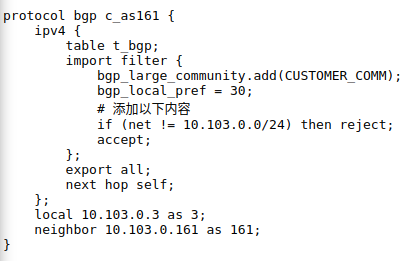 protocol bgp c_as161 {
    ipv4 {
        table t_bgp;
        import filter {
            bgp_large_community.add(CUSTOMER_COMM);
            bgp_local_pref = 30;
            # 添加以下内容
            if (net != 10.103.0.0/24) then reject;
            accept;
        };
        export all;
        next hop self;
    };
    local 10.103.0.3 as 3;
    neighbor 10.103.0.161 as 161;
}